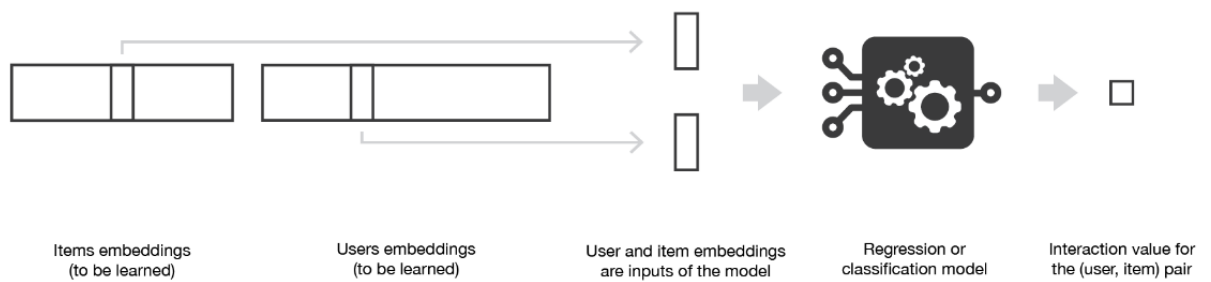 Items embeddings
(to be learned)
Users embeddings
(to be learned)
User and item embeddings
are inputs of the model
Regression or
classification model
Interaction value for
the (user, item) pair